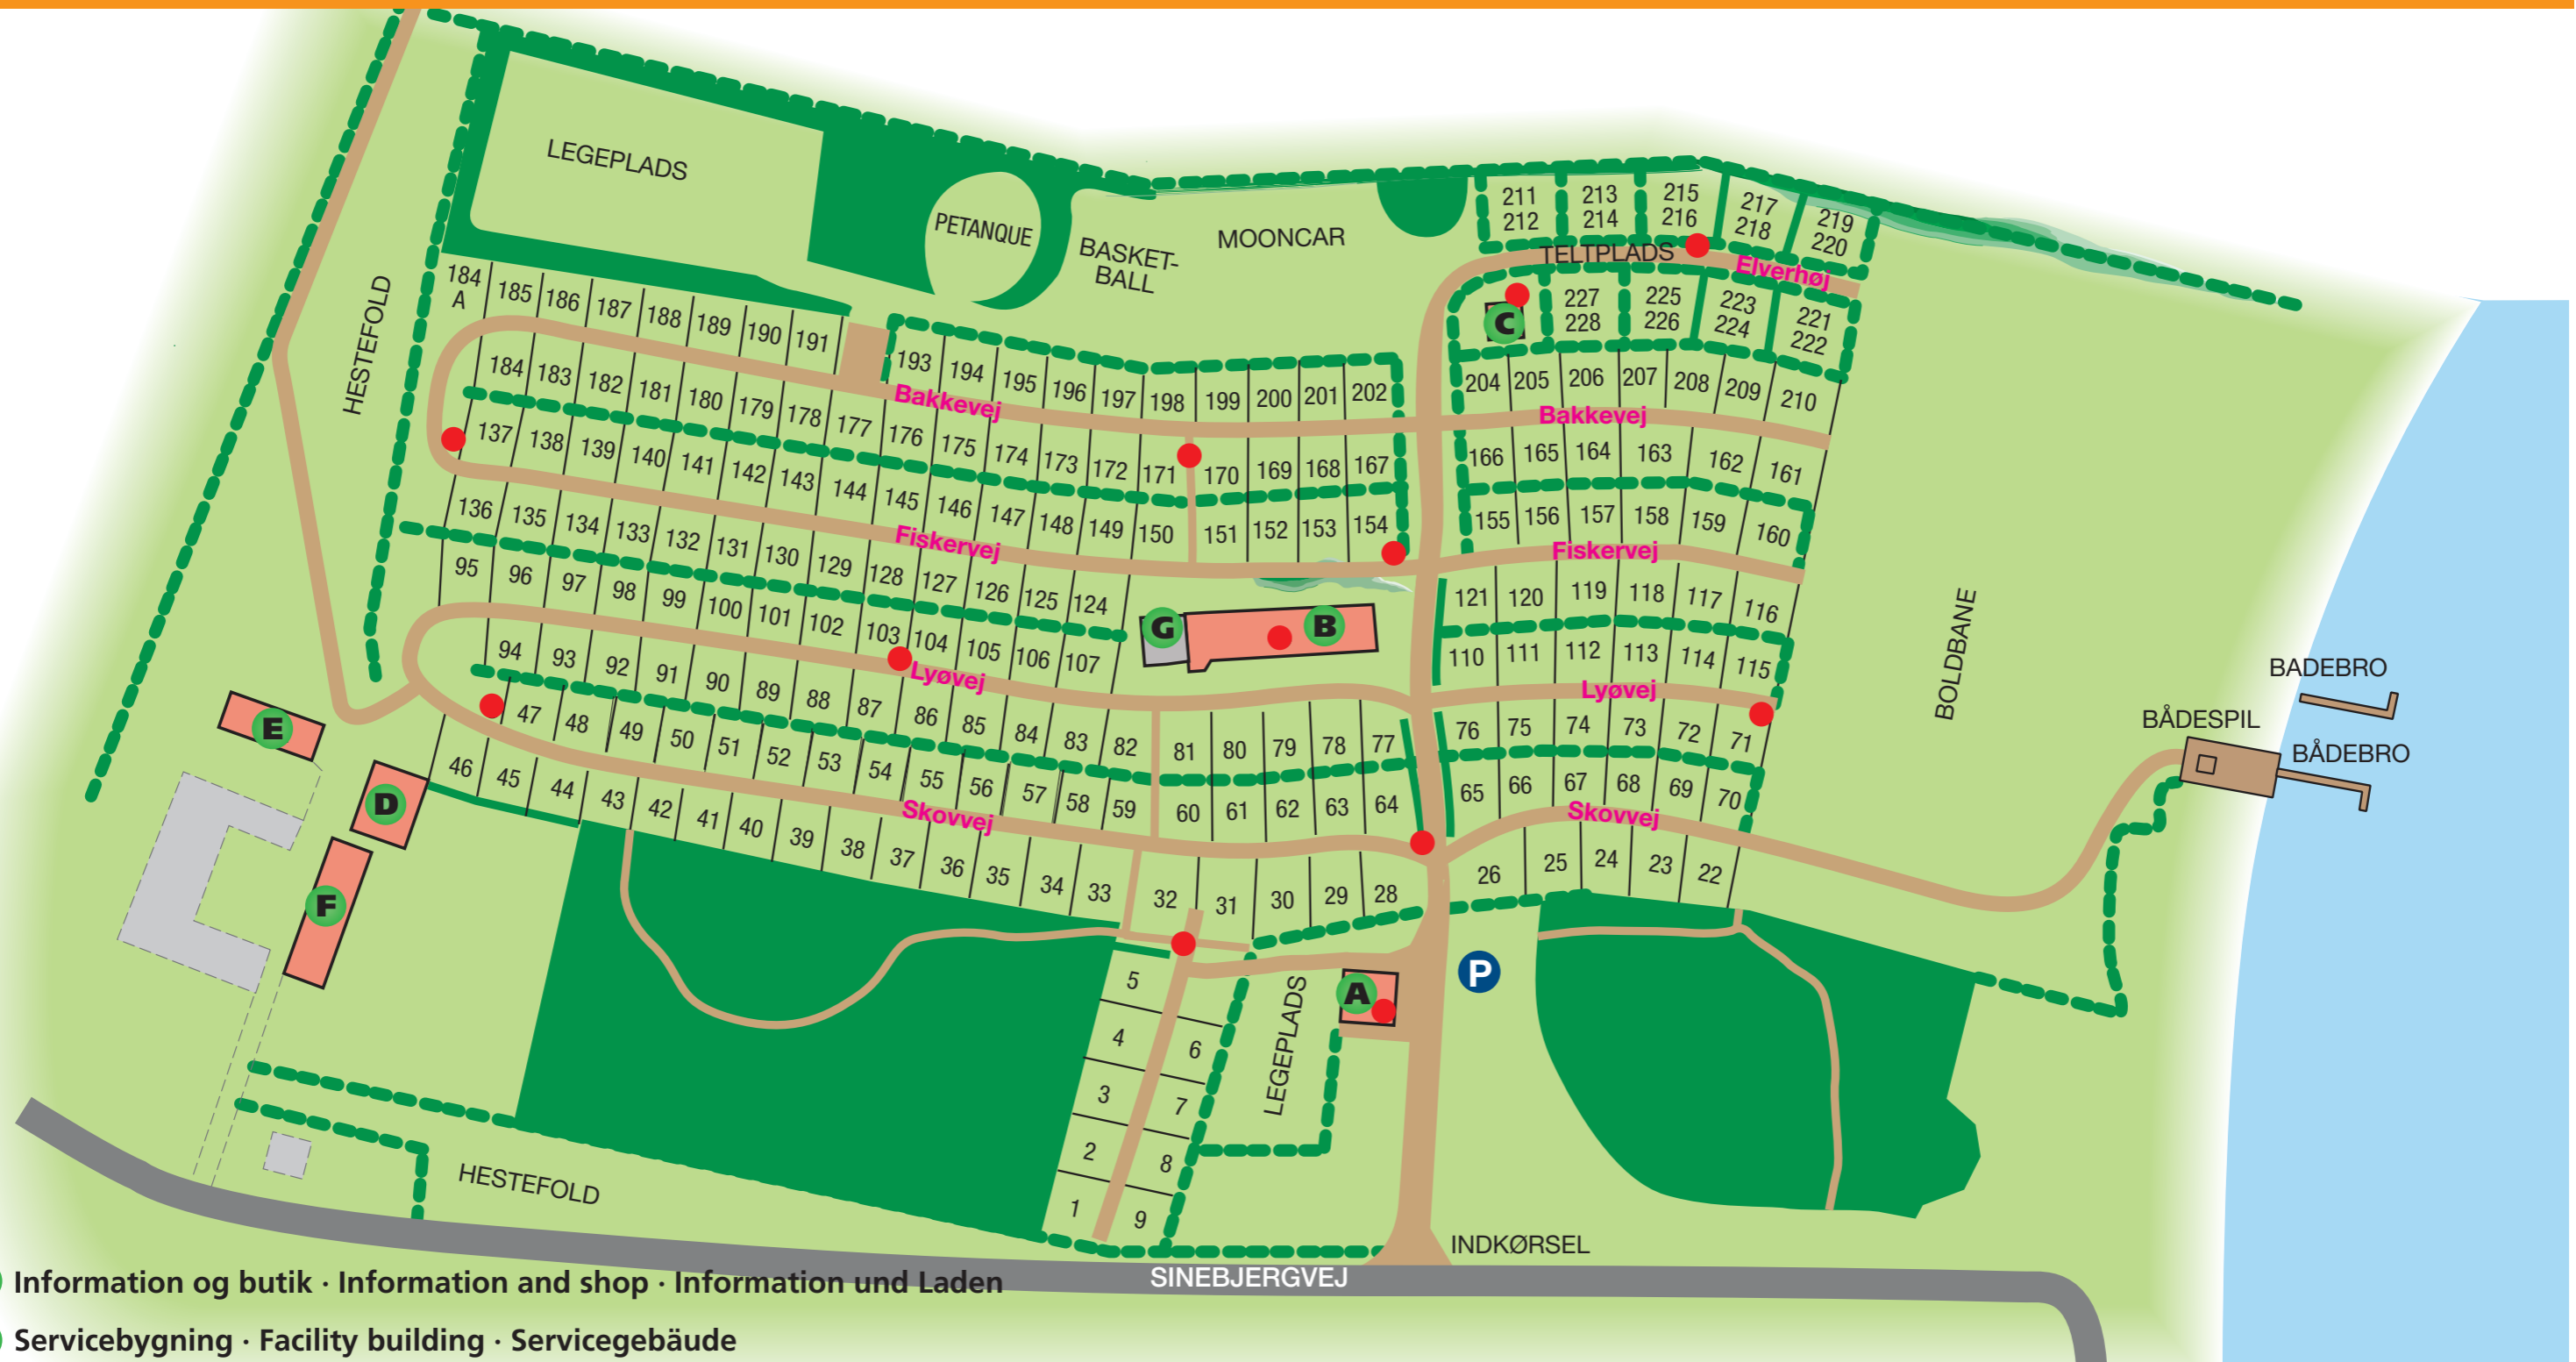 LEGEPLADS
PETANQUE
BASKET-
BALL
MOONCAR
HESTEFOLD
211 213 215 217 219
212 214 216 218 220
TELTPLADS
Elverhøj
C
227 225 223 221
228 226 224 222
184
A
185 186 187 188 189 190 191
193 194 195 196 197 198 199 200 201 202
204 205 206 207 208 209 210
Bakkevej
Bakkevej
184 183 182 181 180 179 178 177 176 175 174 173 172 171 170 169 168 167
166 165 164 163 162 161
137 138 139 140 141 142 143 144 145 146 147 148 149 150 151 152 153 154
155 156 157 158 159 160
Fiskervej
Fiskervej
136 135 134 133 132 131 130 129 128 127 126 125 124
121 120 119 118 117 116
95 96 97 98 99 100 101 102 103 104 105 106 107
G
B
110 111 112 113 114 115
Lyøvej
Lyøvej
94 93 92 91 90 89 88 87 86 85 84 83 82 81 80 79 78 77
76 75 74 73 72 71
47 48 49 50 51 52 53 54 55 56 57 58 59 60 61 62 63 64
65 66 67 68 69 70
Skovvej
Skovvej
46 45 44 43 42 41 40 39 38 37 36 35 34 33 32 31 30 29 28
26 25 24 23 22
BOLDBANE
BADEBRO
BÅDESPIL
BÅDEBRO
E
D
F
5
4 6
3 7
2 8
1 9
LEGEPLADS
A
P
HESTEFOLD
INDKØRSEL
SINEBJERGVEJ
Information og butik · Information and shop · Information und Laden
Servicebygning · Facility building · Servicegebäude